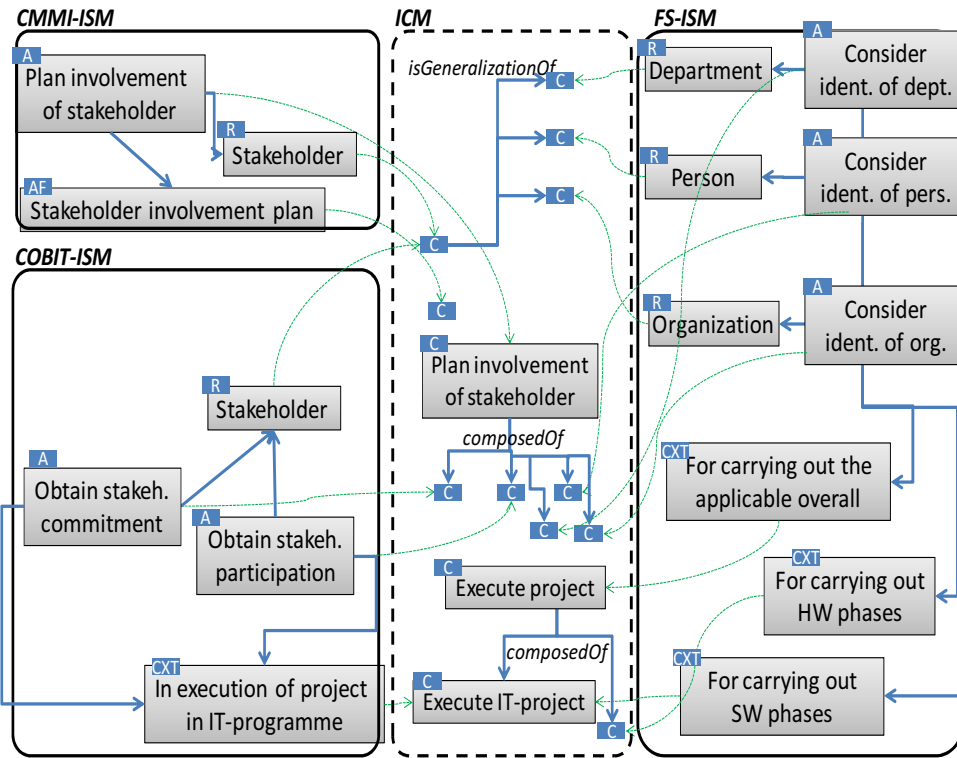 CMMI-ISM
A
Plan involvement
of stakeholder
R
Stakeholder
AF
Stakeholder involvement plan
COBIT-ISM
R
Stakeholder
A
Obtain stakeh.
commitment
A
Obtain stakeh.
participation
CXT
In execution of project
in IT-programme
ICM
isGeneralizationOf
C
C
C
C
C
C
Plan involvement
of stakeholder
composedOf
C
C
C
C
C
C
Execute project
composedOf
C
Execute IT-project
C
FS-ISM
R
Department
A
Consider
ident. of dept.
R
Person
A
Consider
ident. of pers.
R
Organization
A
Consider
ident. of org.
CXT
For carrying out the
applicable overall
CXT
For carrying out
HW phases
CXT
For carrying out
SW phases